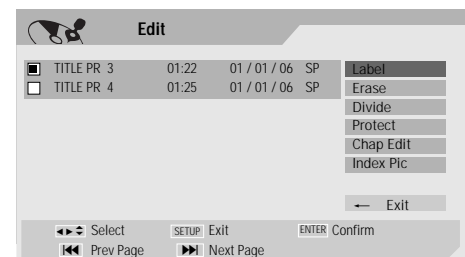 Edit
TITLE PR 3 01:22 01 / 01 / 06 SP
TITLE PR 4 01:25 01 / 01 / 06 SP
Label
Erase
Divide
Protect
Chap Edit
Index Pic
← Exit
Select SETUP Exit ENTER Confirm
Prev Page Next Page